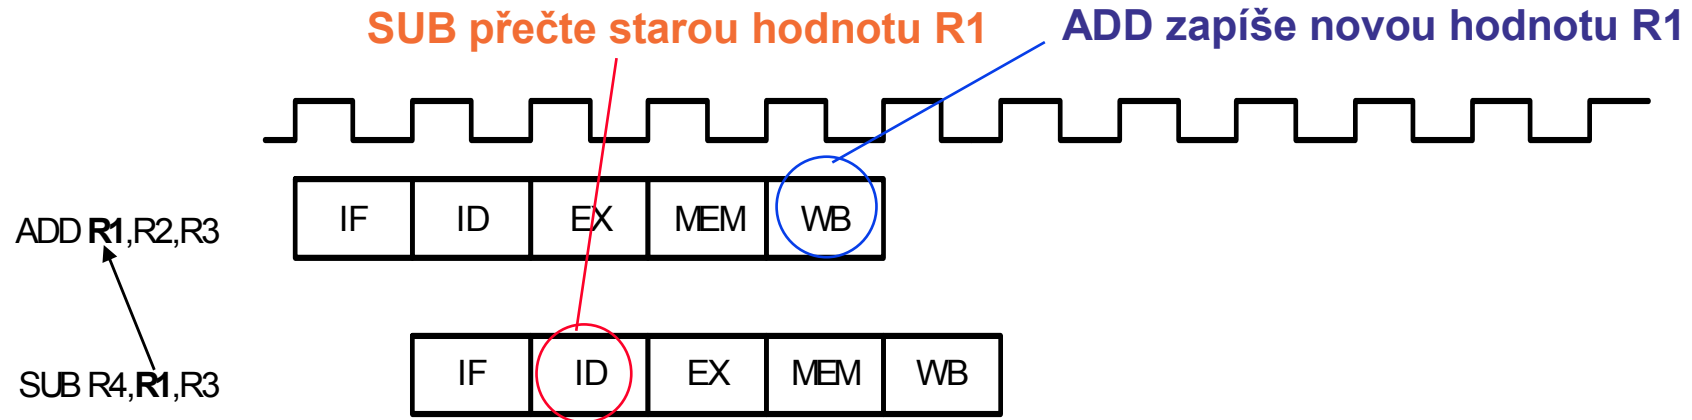 SUB přečte starou hodnotu R1
ADD zapíše novou hodnotu R1
ADD R1,R2,R3
IF ID EX MEM WB
SUB R4,R1,R3
IF ID EX MEM WB